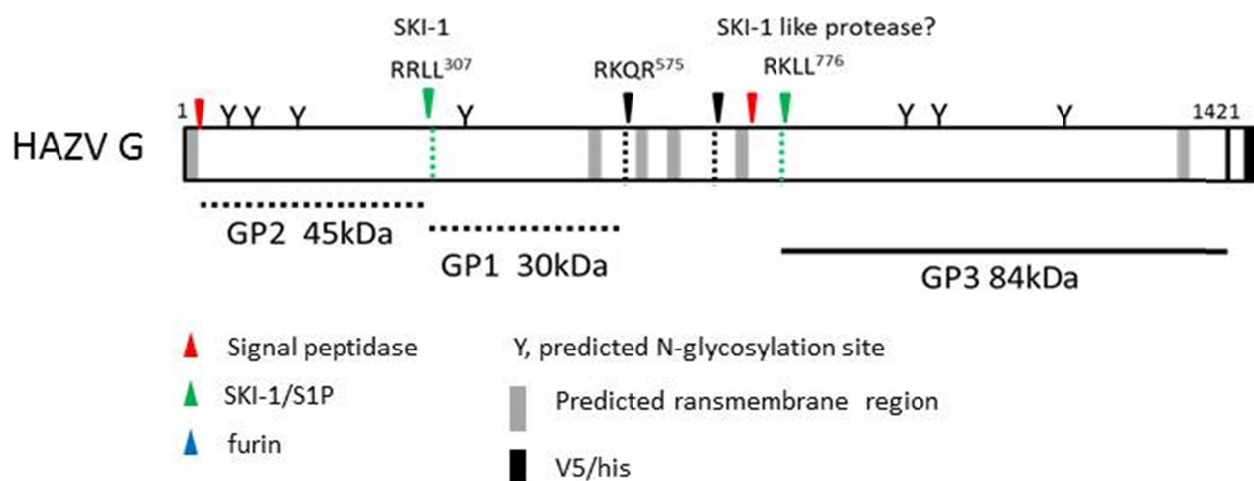 SKI-1 SKI-1 like protease?
RRLL³⁰⁷ RKQR⁵⁷⁵ RKLL⁷⁷⁶
1 Y Y Y Y Y Y Y 1421
HAZV G
GP2 45kDa
GP1 30kDa
GP3 84kDa
Signal peptidase
SKI-1/S1P
furin
Y, predicted N-glycosylation site
Predicted ransmembrane region
V5/his